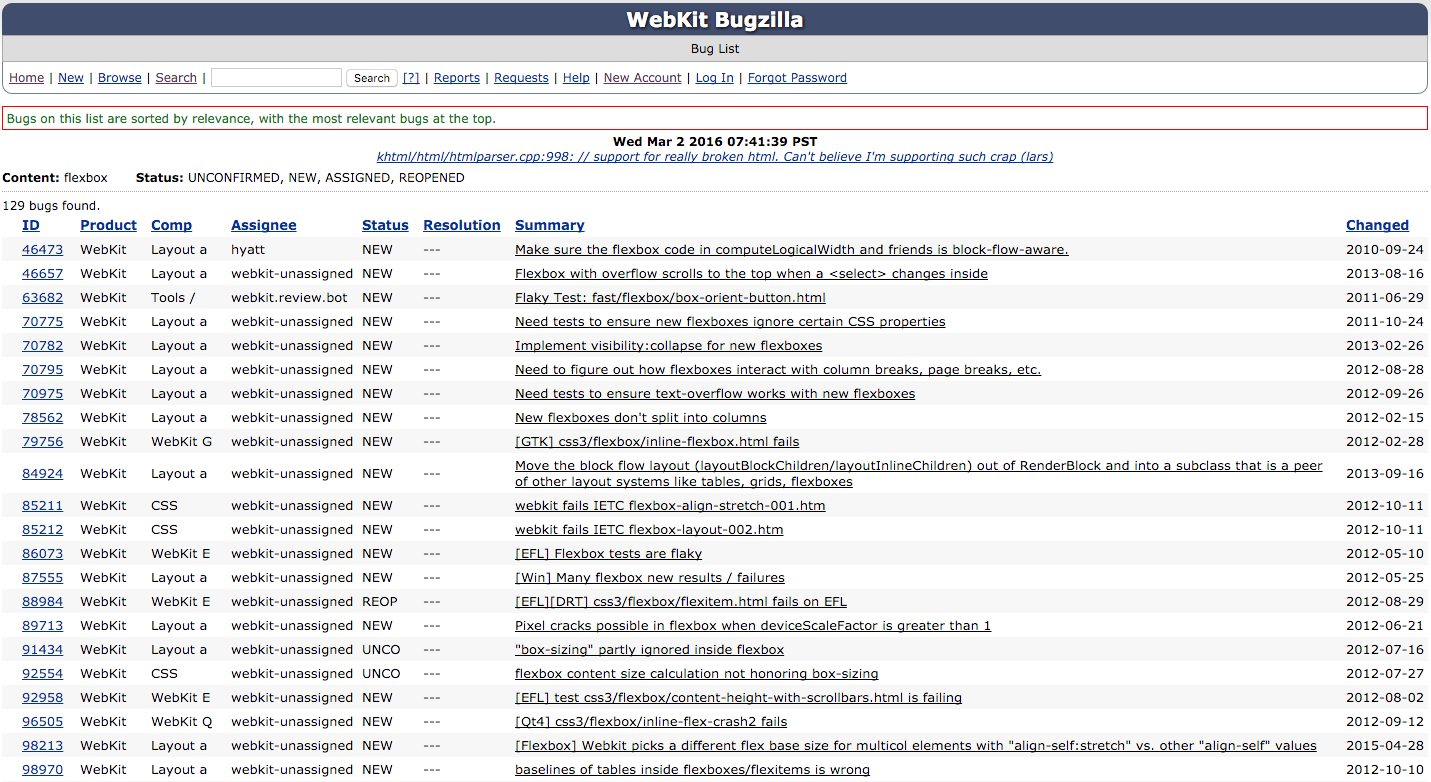 WebKit Bugzilla
Bug List
Home | New | Browse | Search | Search [?] | Reports | Requests | Help | New Account | Log In | Forgot Password
Bugs on this list are sorted by relevance, with the most relevant bugs at the top.
Wed Mar 2 2016 07:41:39 PST
khtml/html/htmlparser.cpp:998: // support for really broken html. Can't believe I'm supporting such crap (lars)
Content: flexbox Status: UNCONFIRMED, NEW, ASSIGNED, REOPENED
129 bugs found.
ID Product Comp Assignee Status Resolution Summary Changed
46473 WebKit Layout a hyatt NEW --- Make sure the flexbox code in computeLogicalWidth and friends is block-flow-aware. 2010-09-24
46657 WebKit Layout a webkit-unassigned NEW --- Flexbox with overflow scrolls to the top when a <select> changes inside 2013-08-16
63682 WebKit Tools / webkit.review.bot NEW --- Flaky Test: fast/flexbox/box-orient-button.html 2011-06-29
70775 WebKit Layout a webkit-unassigned NEW --- Need tests to ensure new flexboxes ignore certain CSS properties 2011-10-24
70782 WebKit Layout a webkit-unassigned NEW --- Implement visibility:collapse for new flexboxes 2013-02-26
70795 WebKit Layout a webkit-unassigned NEW --- Need to figure out how flexboxes interact with column breaks, page breaks, etc. 2012-08-28
70975 WebKit Layout a webkit-unassigned NEW --- Need tests to ensure text-overflow works with new flexboxes 2012-09-26
78562 WebKit Layout a webkit-unassigned NEW --- New flexboxes don't split into columns 2012-02-15
79756 WebKit WebKit G webkit-unassigned NEW --- [GTK] css3/flexbox/inline-flexbox.html fails 2012-02-28
84924 WebKit Layout a webkit-unassigned NEW --- Move the block flow layout (layoutBlockChildren/layoutInlineChildren) out of RenderBlock and into a subclass that is a peer
of other layout systems like tables, grids, flexboxes 2013-09-16
85211 WebKit CSS webkit-unassigned NEW --- webkit fails IETC flexbox-align-stretch-001.htm 2012-10-11
85212 WebKit CSS webkit-unassigned NEW --- webkit fails IETC flexbox-layout-002.htm 2012-10-11
86073 WebKit WebKit E webkit-unassigned NEW --- [EFL] Flexbox tests are flaky 2012-05-10
87555 WebKit Layout a webkit-unassigned NEW --- [Win] Many flexbox new results / failures 2012-05-25
88984 WebKit WebKit E webkit-unassigned REOP --- [EFL][DRT] css3/flexbox/flexitem.html fails on EFL 2012-08-29
89713 WebKit Layout a webkit-unassigned NEW --- Pixel cracks possible in flexbox when deviceScaleFactor is greater than 1 2012-06-21
91434 WebKit Layout a webkit-unassigned UNCO --- "box-sizing" partly ignored inside flexbox 2012-07-16
92554 WebKit CSS webkit-unassigned UNCO --- flexbox content size calculation not honoring box-sizing 2012-07-27
92958 WebKit WebKit E webkit-unassigned NEW --- [EFL] test css3/flexbox/content-height-with-scrollbars.html is failing 2012-08-02
96505 WebKit WebKit Q webkit-unassigned NEW --- [Qt4] css3/flexbox/inline-flex-crash2 fails 2012-09-12
98213 WebKit Layout a webkit-unassigned NEW --- [Flexbox] Webkit picks a different flex base size for multicol elements with "align-self:stretch" vs. other "align-self" values 2015-04-28
98970 WebKit Layout a webkit-unassigned NEW --- baselines of tables inside flexboxes/flexitems is wrong 2012-10-10